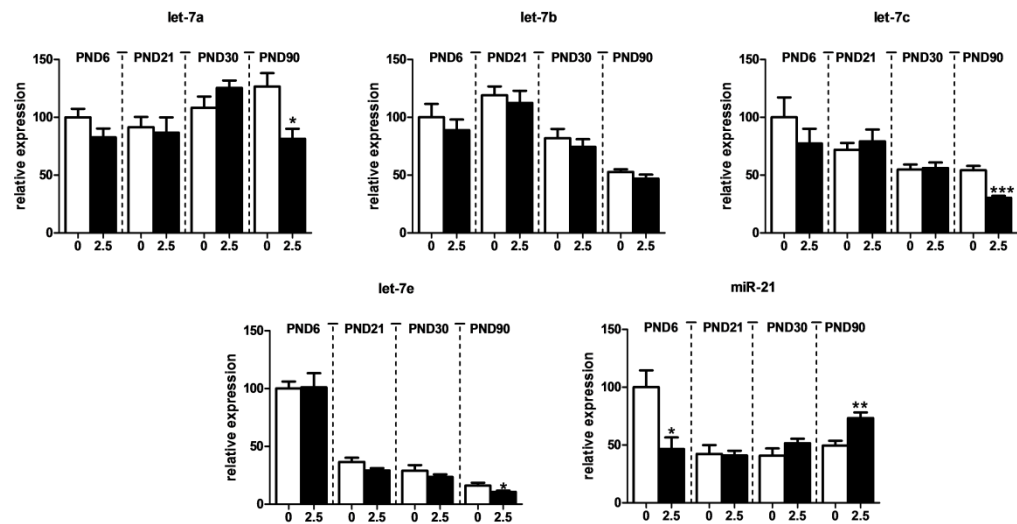 let-7a
PND6 PND21 PND30 PND90
relative expression
150
100
50
0
*
0 2.5 0 2.5 0 2.5 0 2.5
let-7b
PND6 PND21 PND30 PND90
relative expression
150
100
50
0
0 2.5 0 2.5 0 2.5 0 2.5
let-7c
PND6 PND21 PND30 PND90
relative expression
150
100
50
0
***
0 2.5 0 2.5 0 2.5 0 2.5
let-7e
PND6 PND21 PND30 PND90
relative expression
150
100
50
0
*
0 2.5 0 2.5 0 2.5 0 2.5
miR-21
PND6 PND21 PND30 PND90
relative expression
150
100
50
0
* **
0 2.5 0 2.5 0 2.5 0 2.5